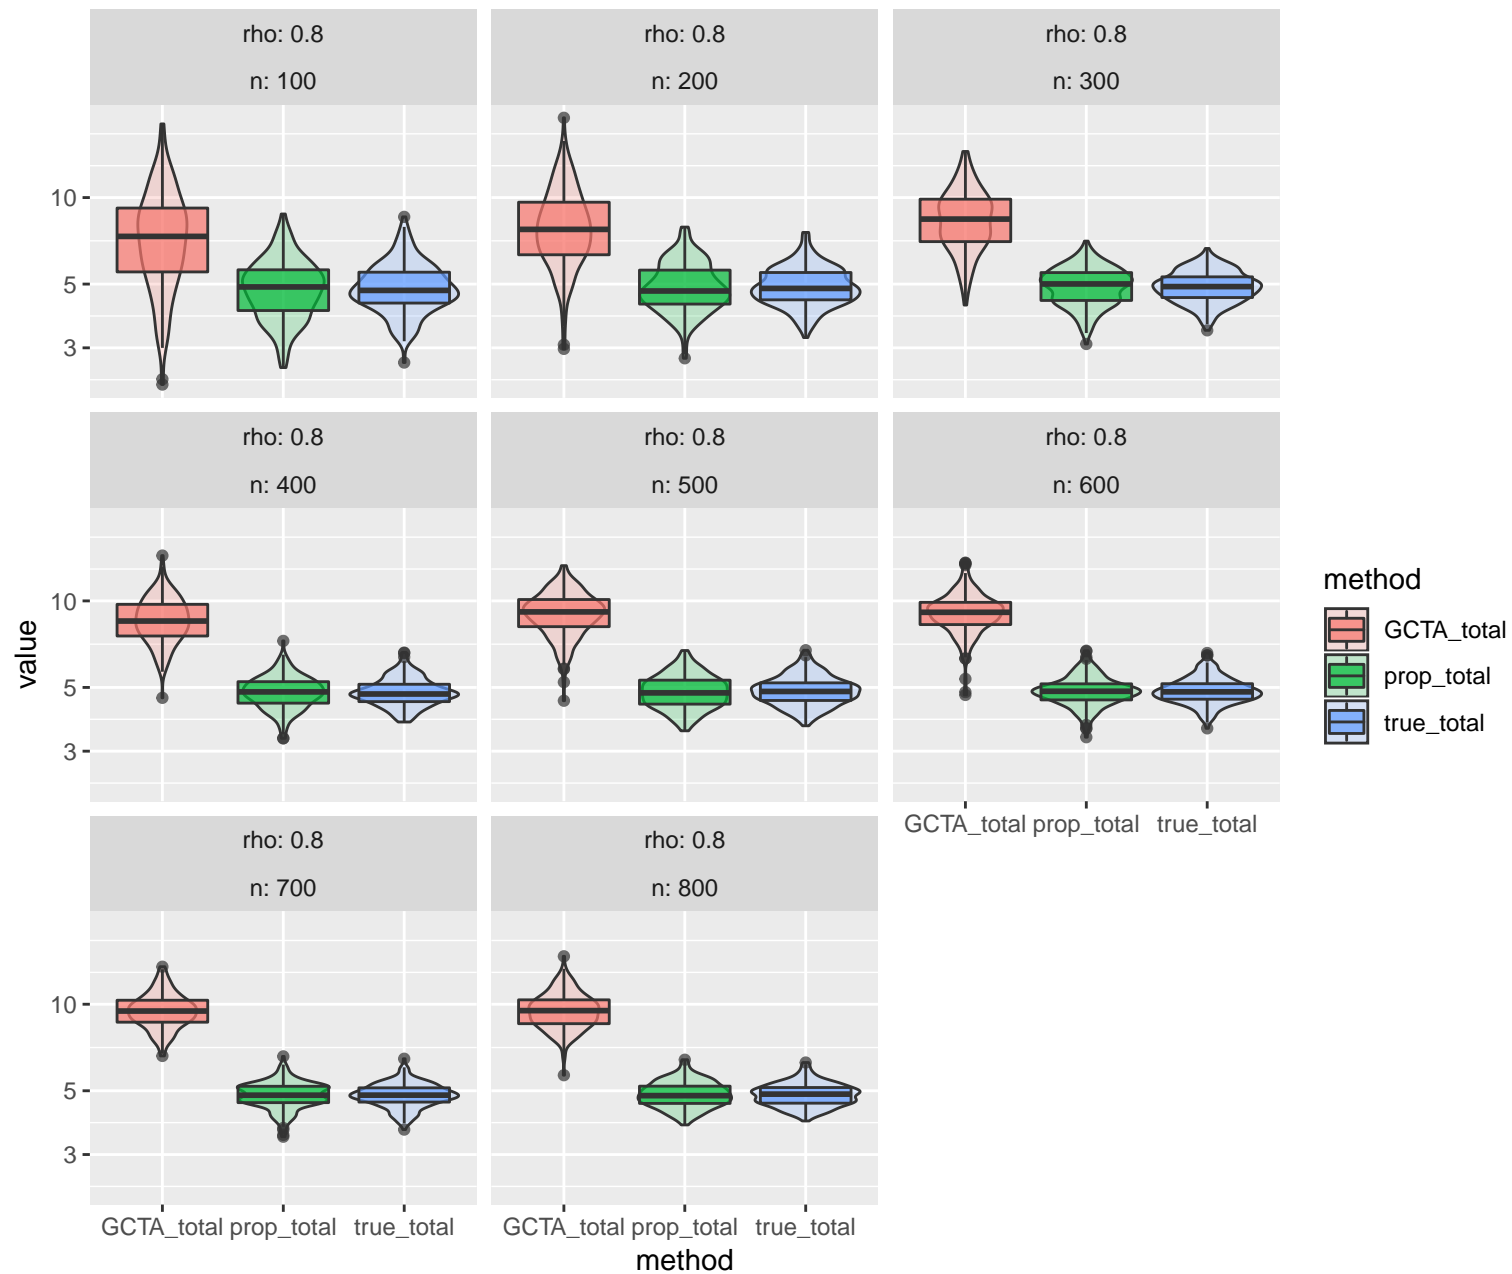 rho: 0.8
n: 100
rho: 0.8
n: 200
rho: 0.8
n: 300
10
5
3
rho: 0.8
n: 400
rho: 0.8
n: 500
rho: 0.8
n: 600
10
5
3
GCTA_total prop_total true_total
rho: 0.8
n: 700
rho: 0.8
n: 800
10
5
3
GCTA_total prop_total true_total
GCTA_total prop_total true_total
method
value
method
GCTA_total
prop_total
true_total